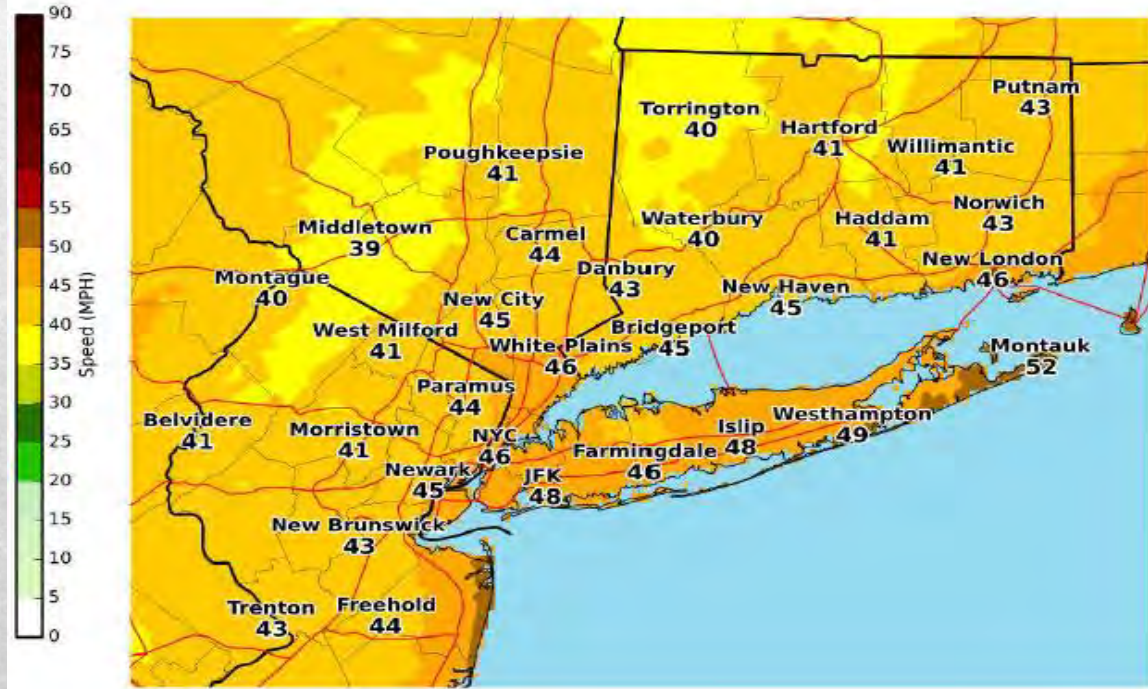 90
75
70
65
60
55
50
45
40
35
30
25
20
15
10
5
0
Speed (MPH)
Putnam
43
Torrington
40
Hartford
41
Willimantic
41
Poughkeepsie
41
Norwich
43
Middletown
39
Waterbury
40
Haddam
41
Carmel
44
New London
46
Danbury
43
Montague
40
New Haven
45
New City
45
West Milford
41
Bridgeport
45
White Plains
46
Montauk
52
Paramus
44
Belvidere
41
Morristown
41
NYC
46
Islip
48
Westhampton
49
Farmingdale
46
Newark
45
JFK
48
New Brunswick
43
Trenton
43
Freehold
44